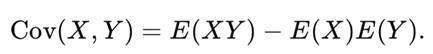 Cov(X, Y) = E(XY) − E(X)E(Y).